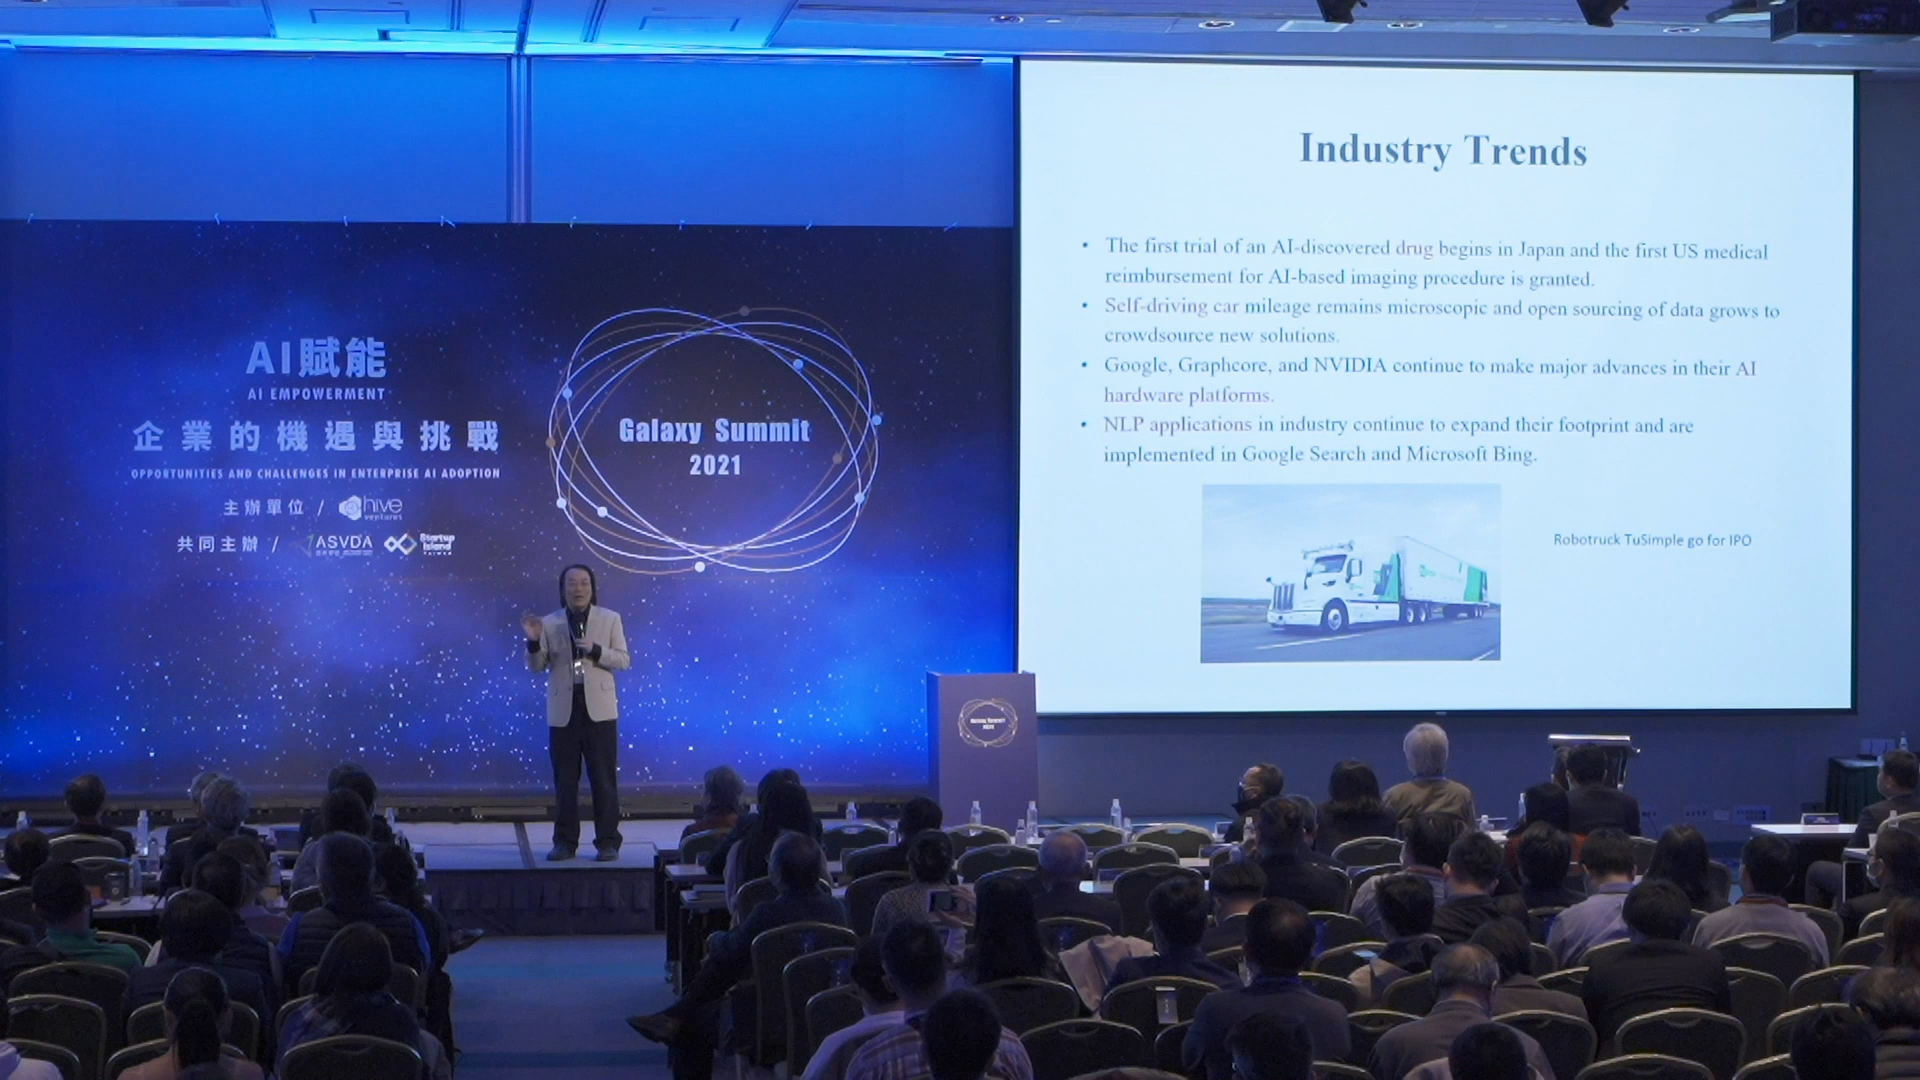 AI賦能
AI EMPOWERMENT
企業的機遇與挑戰
OPPORTUNITIES AND CHALLENGES IN ENTERPRISE AI ADOPTION
主辦單位 / hive ventures
共同主辦 / ASVDA Startup Island TAIWAN
Galaxy Summit
2021
Industry Trends
• The first trial of an AI-discovered drug begins in Japan and the first US medical
reimbursement for AI-based imaging procedure is granted.
• Self-driving car mileage remains microscopic and open sourcing of data grows to
crowdsource new solutions.
• Google, Graphcore, and NVIDIA continue to make major advances in their AI
hardware platforms.
• NLP applications in industry continue to expand their footprint and are
implemented in Google Search and Microsoft Bing.
Robotruck TuSimple go for IPO
Galaxy Summit
2021